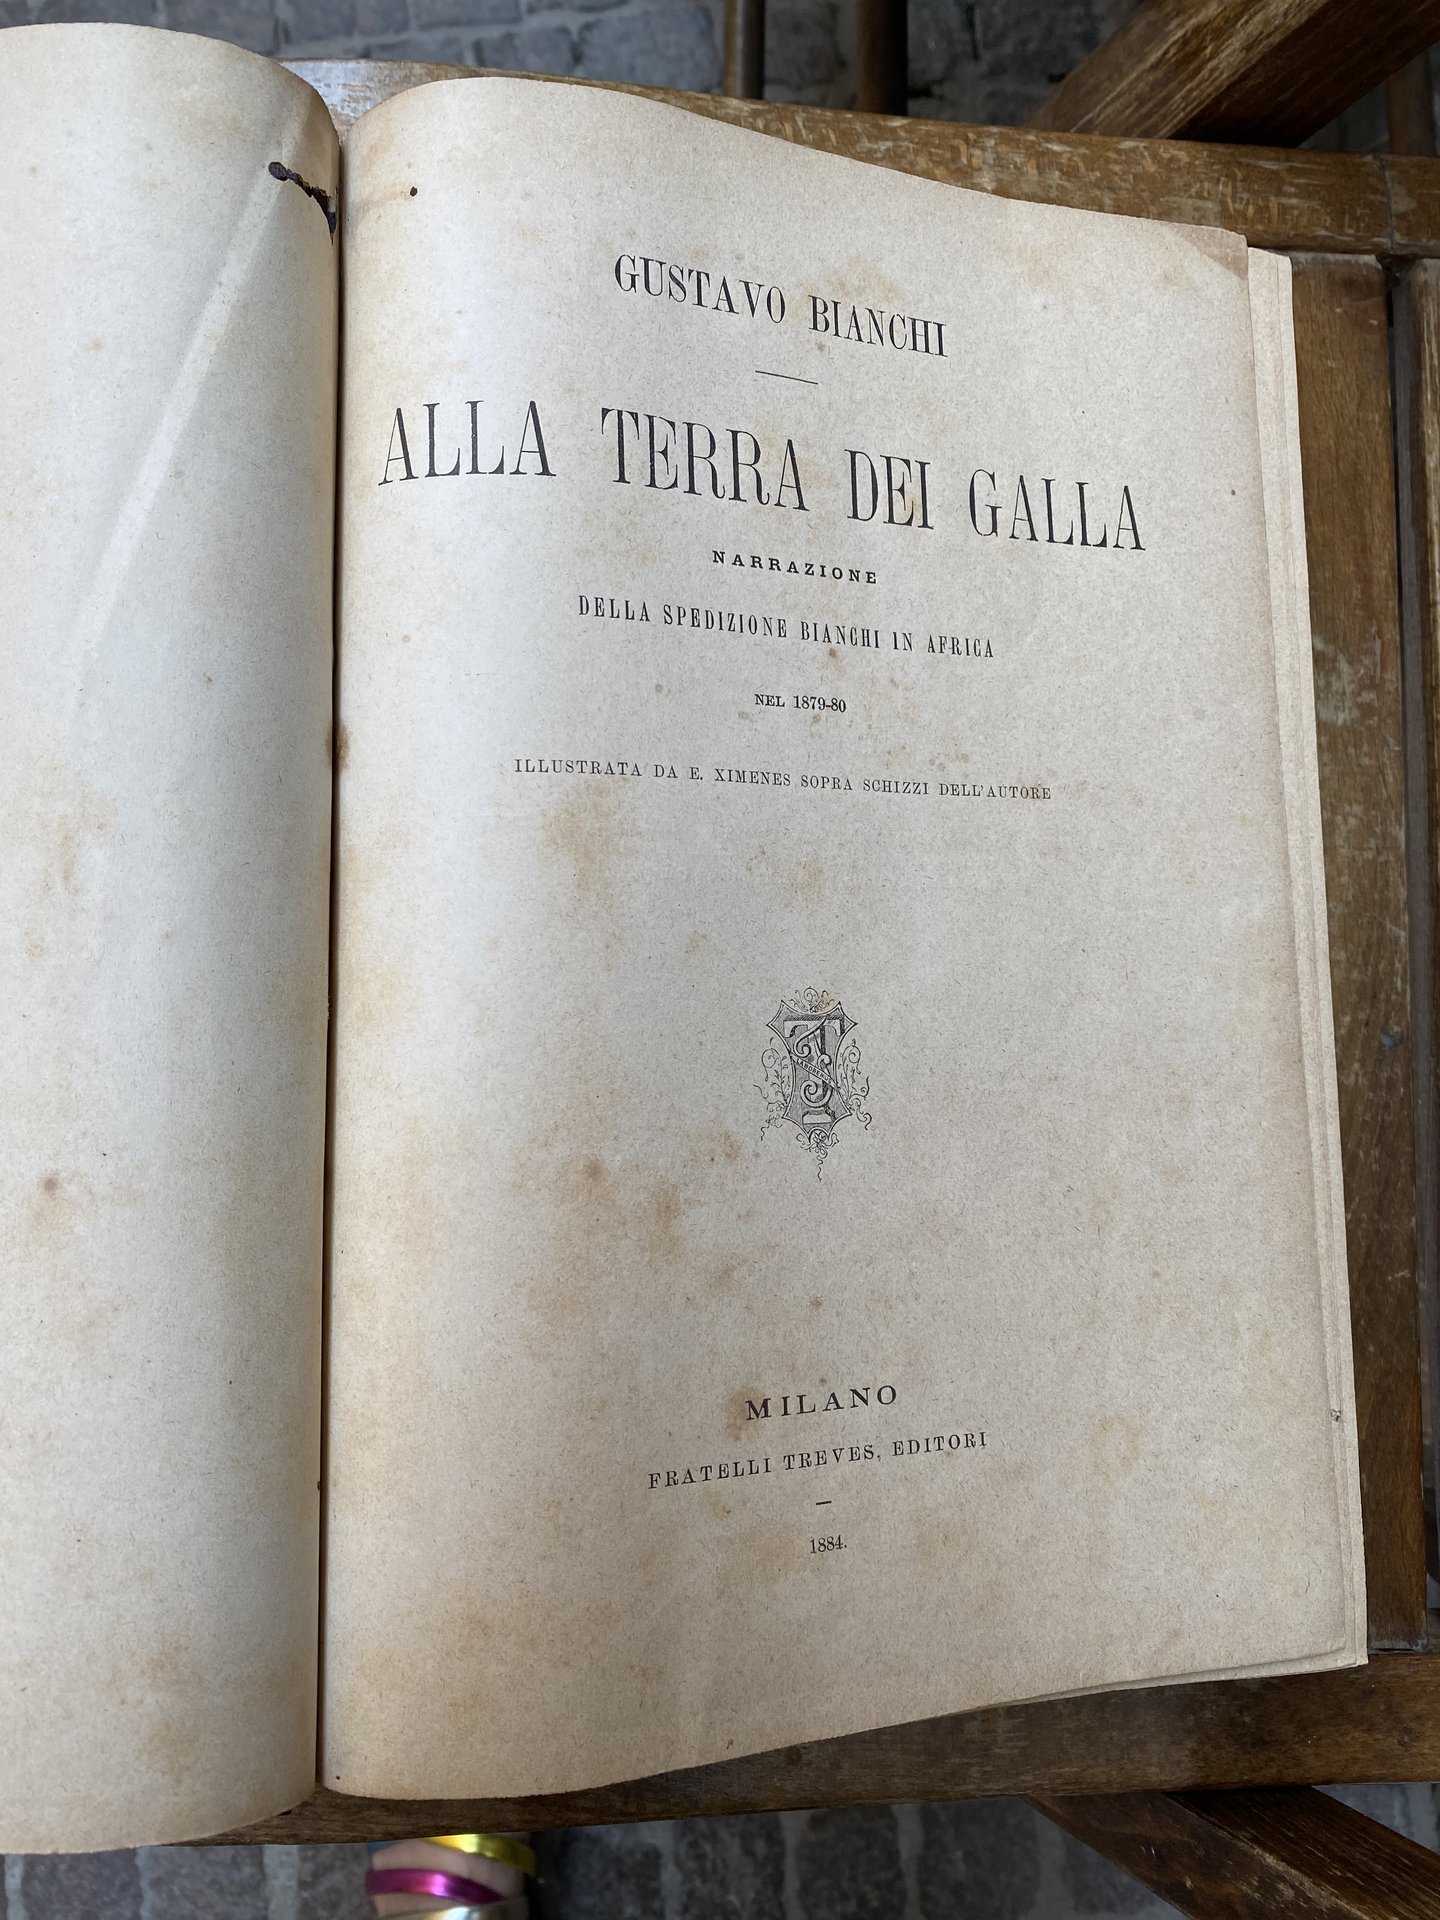 GUSTAVO BIANCHI
ALLA TERRA DEI GALLA
NARRAZIONE
DELLA SPEDIZIONE BIANCHI IN AFRICA
NEL 1879-80
ILLUSTRATA DA E. XIMENES SOPRA SCHIZZI DELL'AUTORE
MILANO
FRATELLI TREVES, EDITORI
1884.